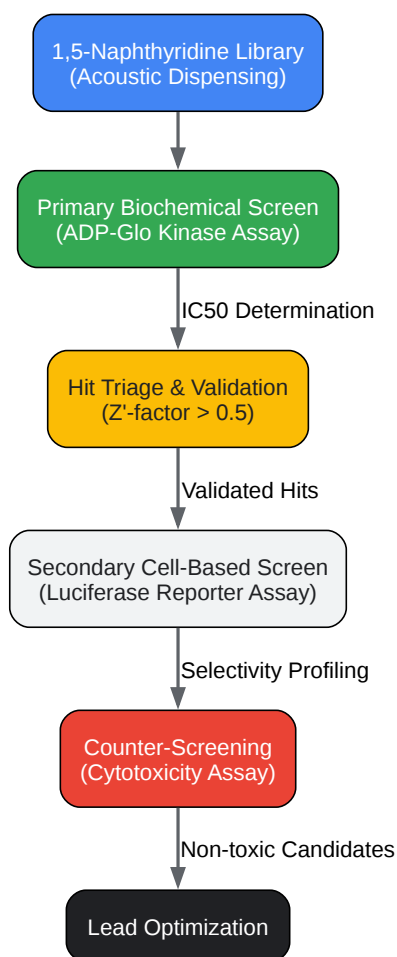 1,5-Naphthyridine Library
(Acoustic Dispensing)
Primary Biochemical Screen
(ADP-Glo Kinase Assay)
IC50 Determination
Hit Triage & Validation
(Z'-factor > 0.5)
Validated Hits
Secondary Cell-Based Screen
(Luciferase Reporter Assay)
Selectivity Profiling
Counter-Screening
(Cytotoxicity Assay)
Non-toxic Candidates
Lead Optimization